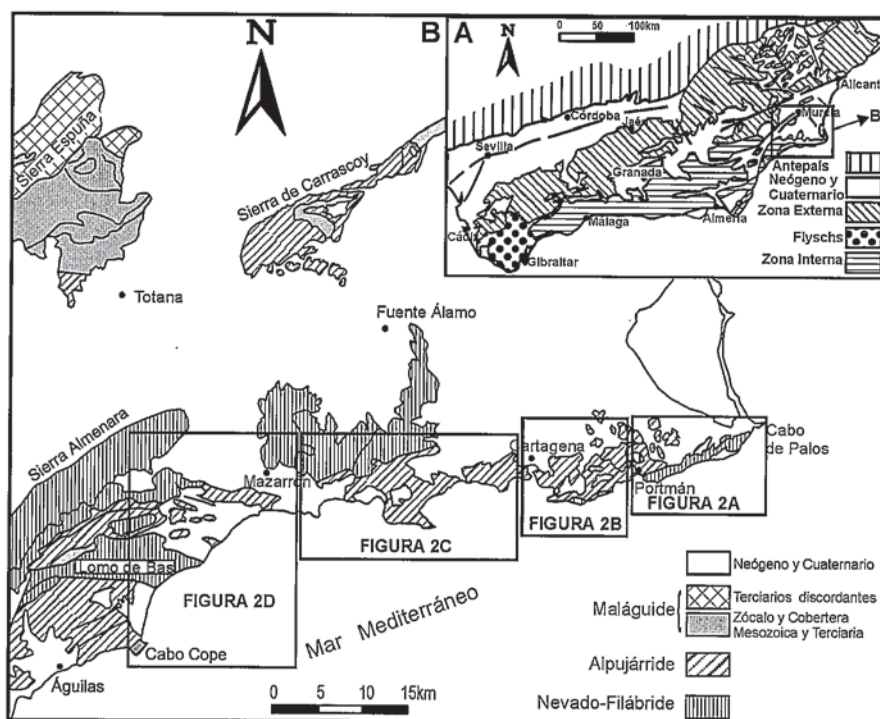 N
B
A
0 50 100km
N
Alicant
Murcia
B
Córdoba
Jaén
Sevilla
Granada
Almería
Málaga
Cádiz
Gibraltar
Antepaís
Neógeno y
Cuaternario
Zona Externa
Flyschs
Zona Interna
Sierra Espuña
Sierra de Carrascoy
Totana
Fuente Álamo
Sierra Almenara
Mazarrón
Cartagena
Cabo
de Palos
Portmán
FIGURA 2A
FIGURA 2B
FIGURA 2C
Lomo de Bas
FIGURA 2D
Mar Mediterráneo
Cabo Cope
Águilas
0 5 10 15km
Neógeno y Cuaternario
Maláguide
Terciarios discordantes
Zócalo y Cobertera
Mesozoica y Terciaria
Alpujárride
Nevado-Filábride